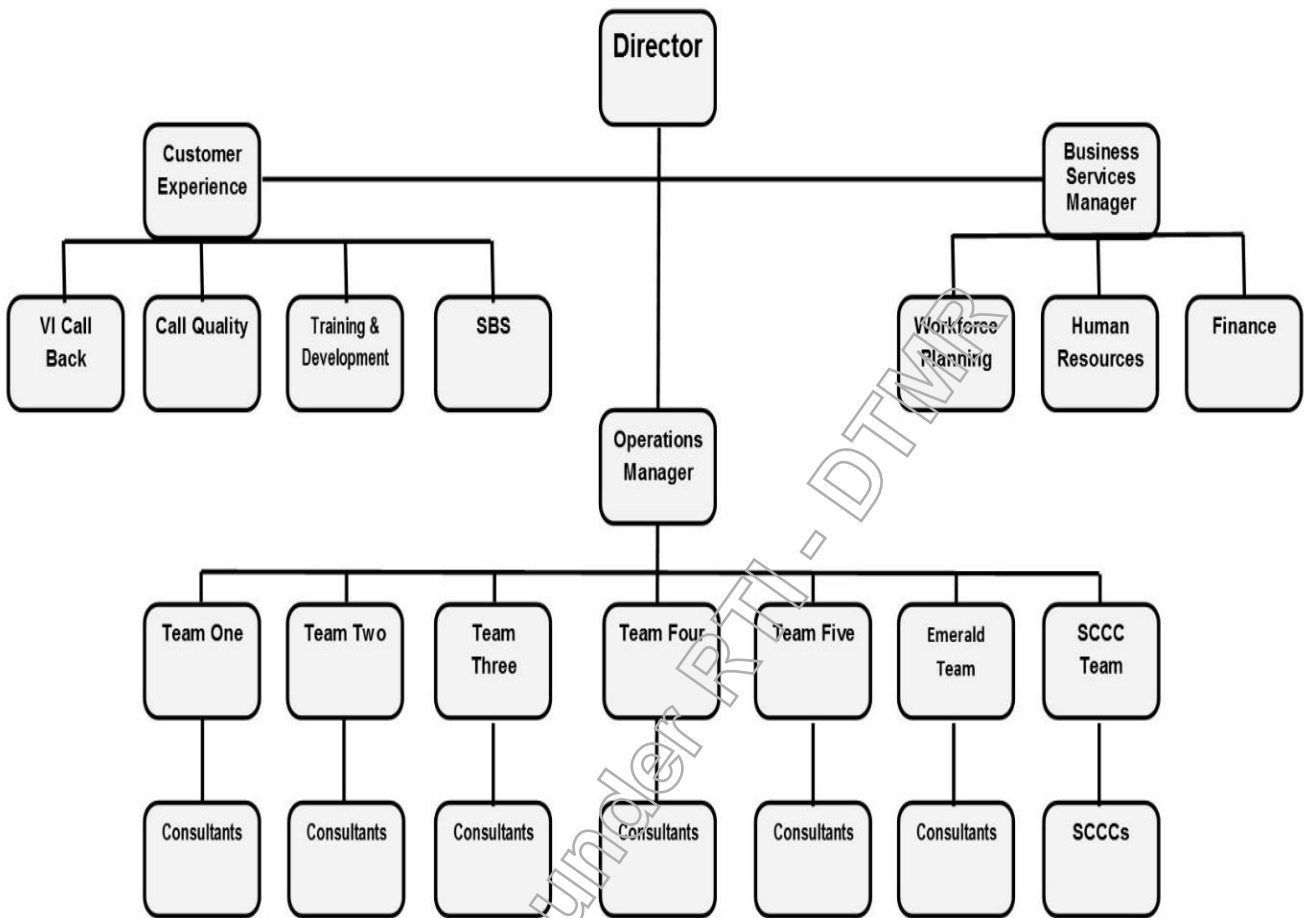 Director
Customer
Experience
Business
Services
Manager
VI Call
Back
Call Quality
Training &
Development
SBS
Workforce
Planning
Human
Resources
Finance
Operations
Manager
Team One
Team Two
Team
Three
Team Four
Team Five
Emerald
Team
SCCC
Team
Consultants
Consultants
Consultants
Consultants
Consultants
Consultants
SCCCs
under RTI - DTMR